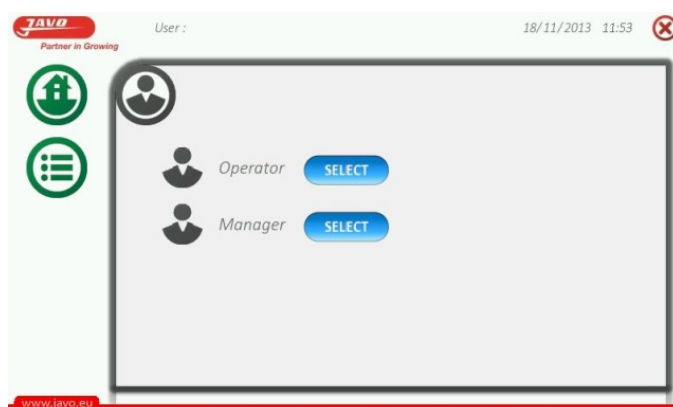 JAVO
Partner in Growing
User :
18/11/2013 11:53
Operator SELECT
Manager SELECT
www.javo.eu